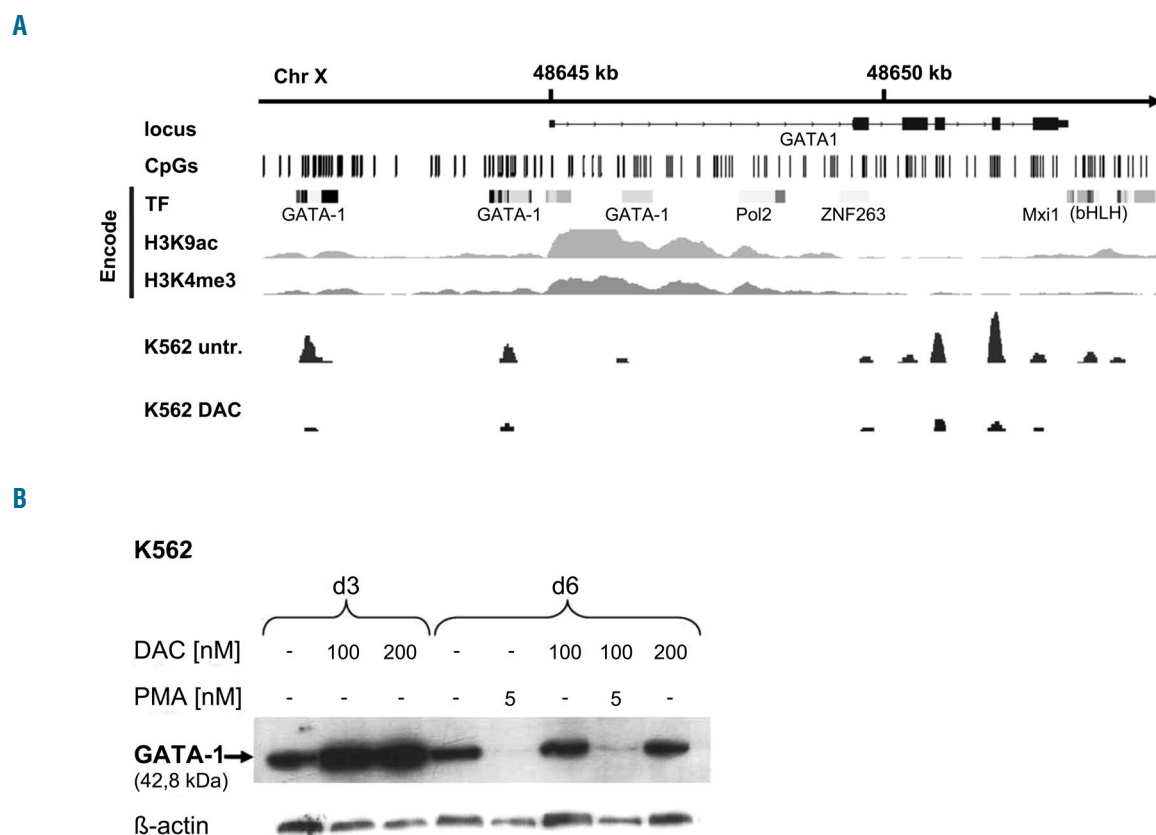 A
Chr X 48645 kb 48650 kb
locus
GATA1
CpGs
Encode
TF
GATA-1 GATA-1 GATA-1 Pol2 ZNF263 Mxi1 (bHLH)
H3K9ac
H3K4me3
K562 untr.
K562 DAC
B
K562
d3 d6
DAC [nM] - 100 200 - - 100 100 200
PMA [nM] - - - - 5 - 5 -
GATA-1
(42,8 kDa)
ß-actin